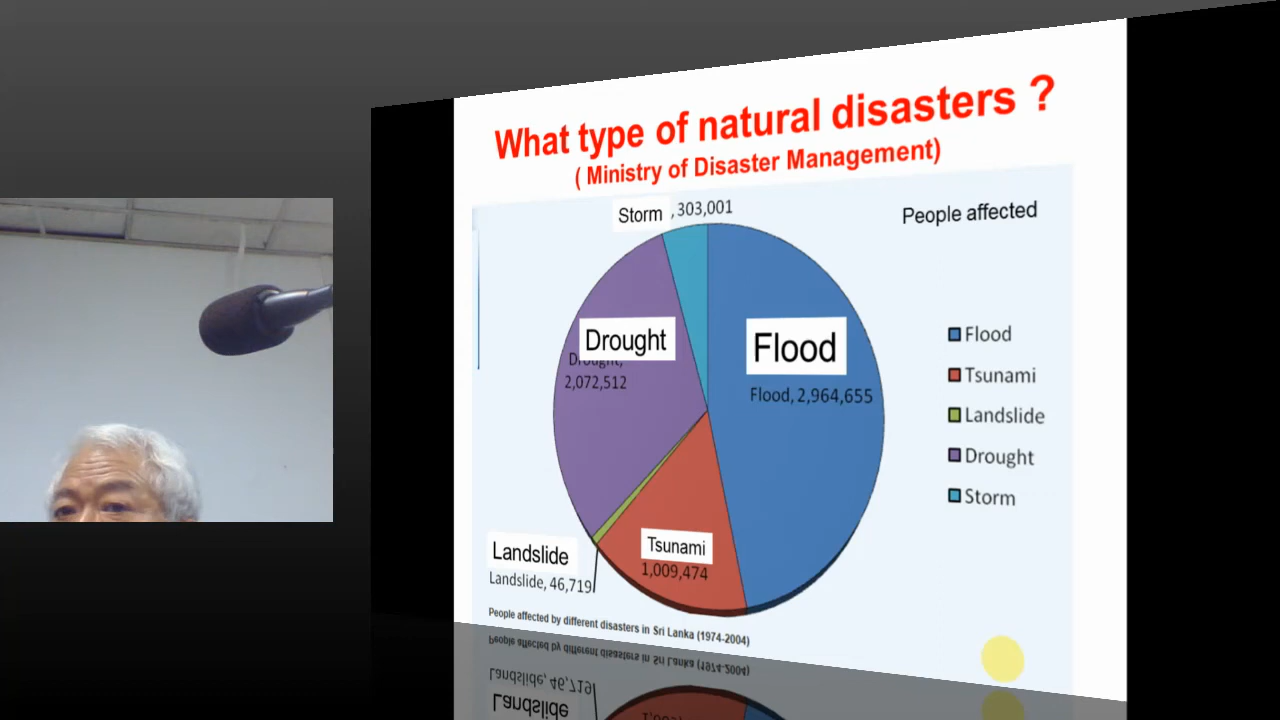 What type of natural disasters ?
( Ministry of Disaster Management)
Storm , 303,001
People affected
Drought
Drought,
2,072,512
Flood
Flood, 2,964,655
Flood
Tsunami
Landslide
Drought
Storm
Tsunami
1,009,474
Landslide
Landslide, 46,719
People affected by different disasters in Sri Lanka (1974-2004)